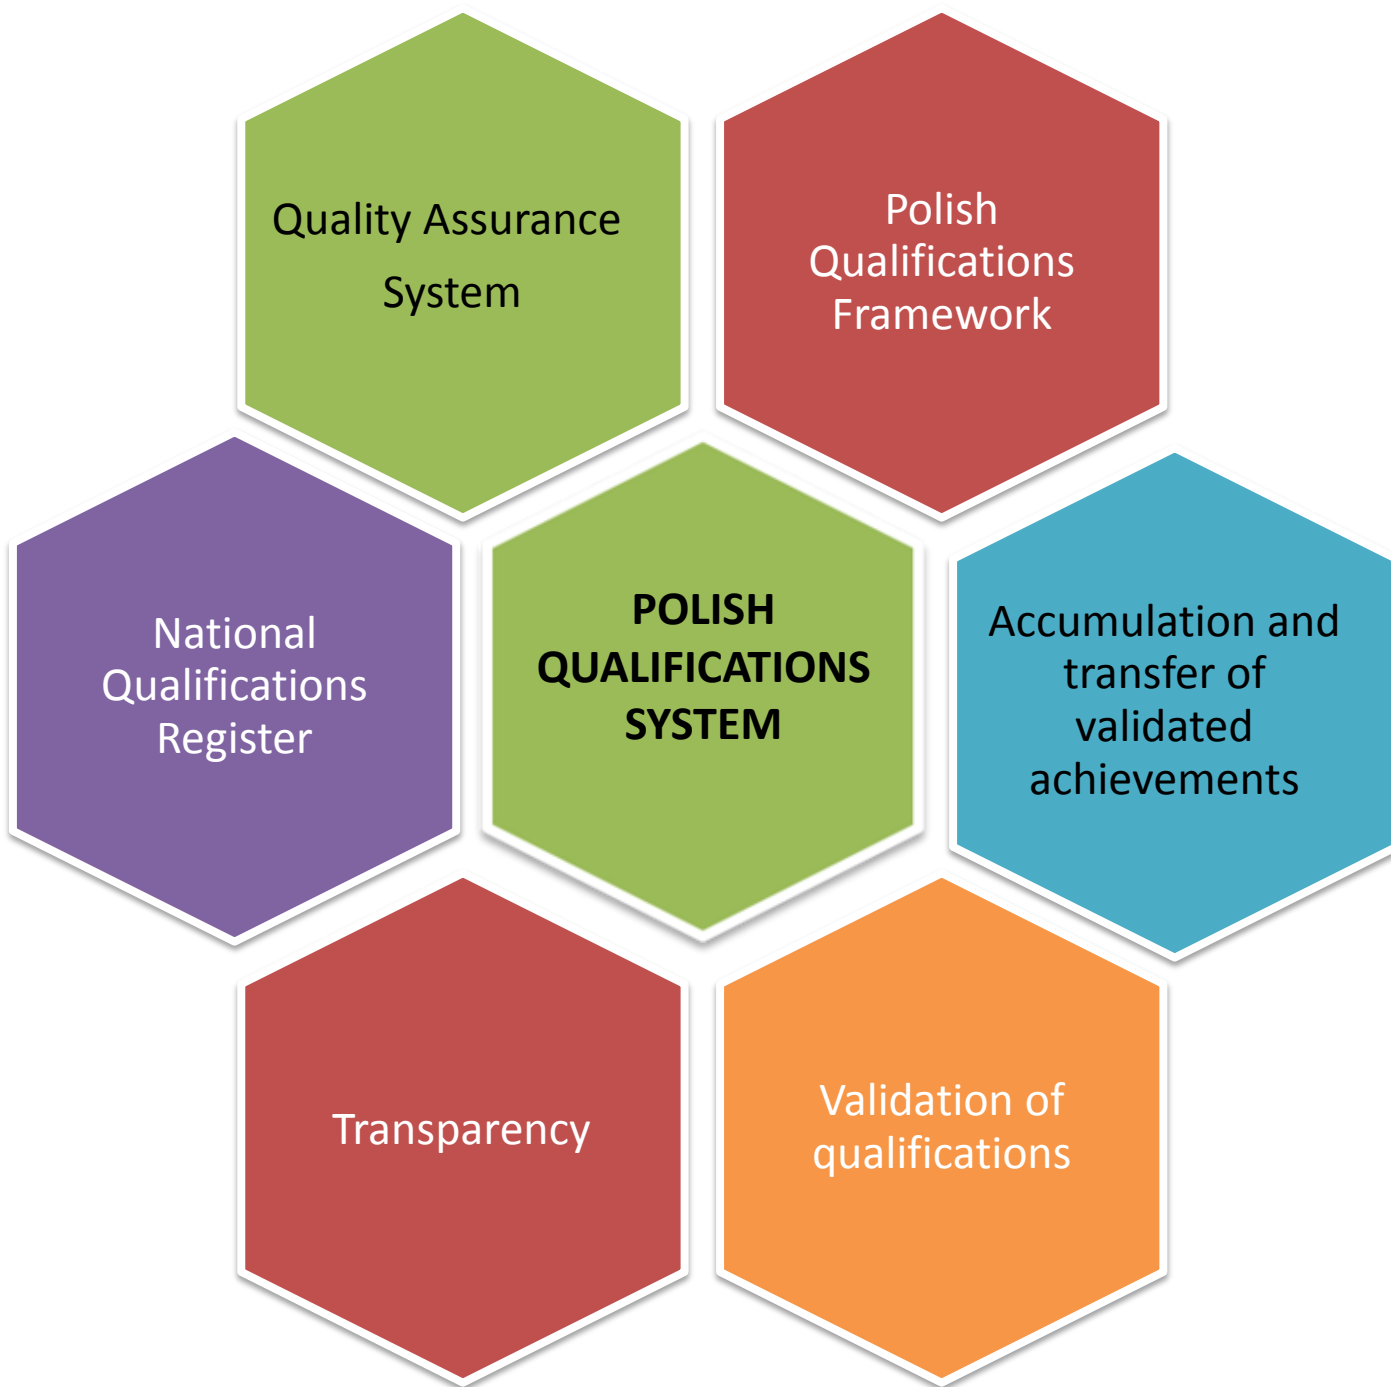 Quality Assurance
System
Polish
Qualifications
Framework
National
Qualifications
Register
POLISH
QUALIFICATIONS
SYSTEM
Accumulation and
transfer of
validated
achievements
Transparency
Validation of
qualifications